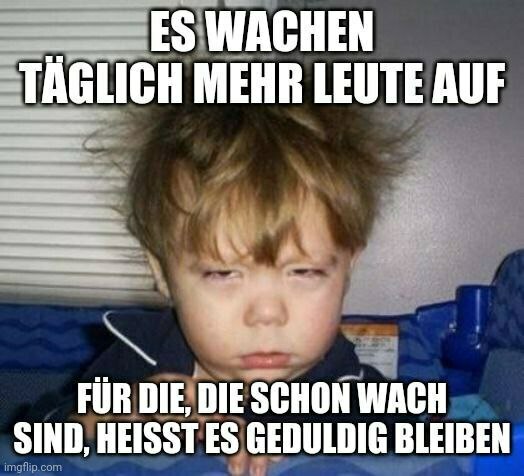 ES WACHEN
TÄGLICH MEHR LEUTE AUF
FÜR DIE, DIE SCHON WACH
SIND, HEISST ES GEDULDIG BLEIBEN
imgflip.com